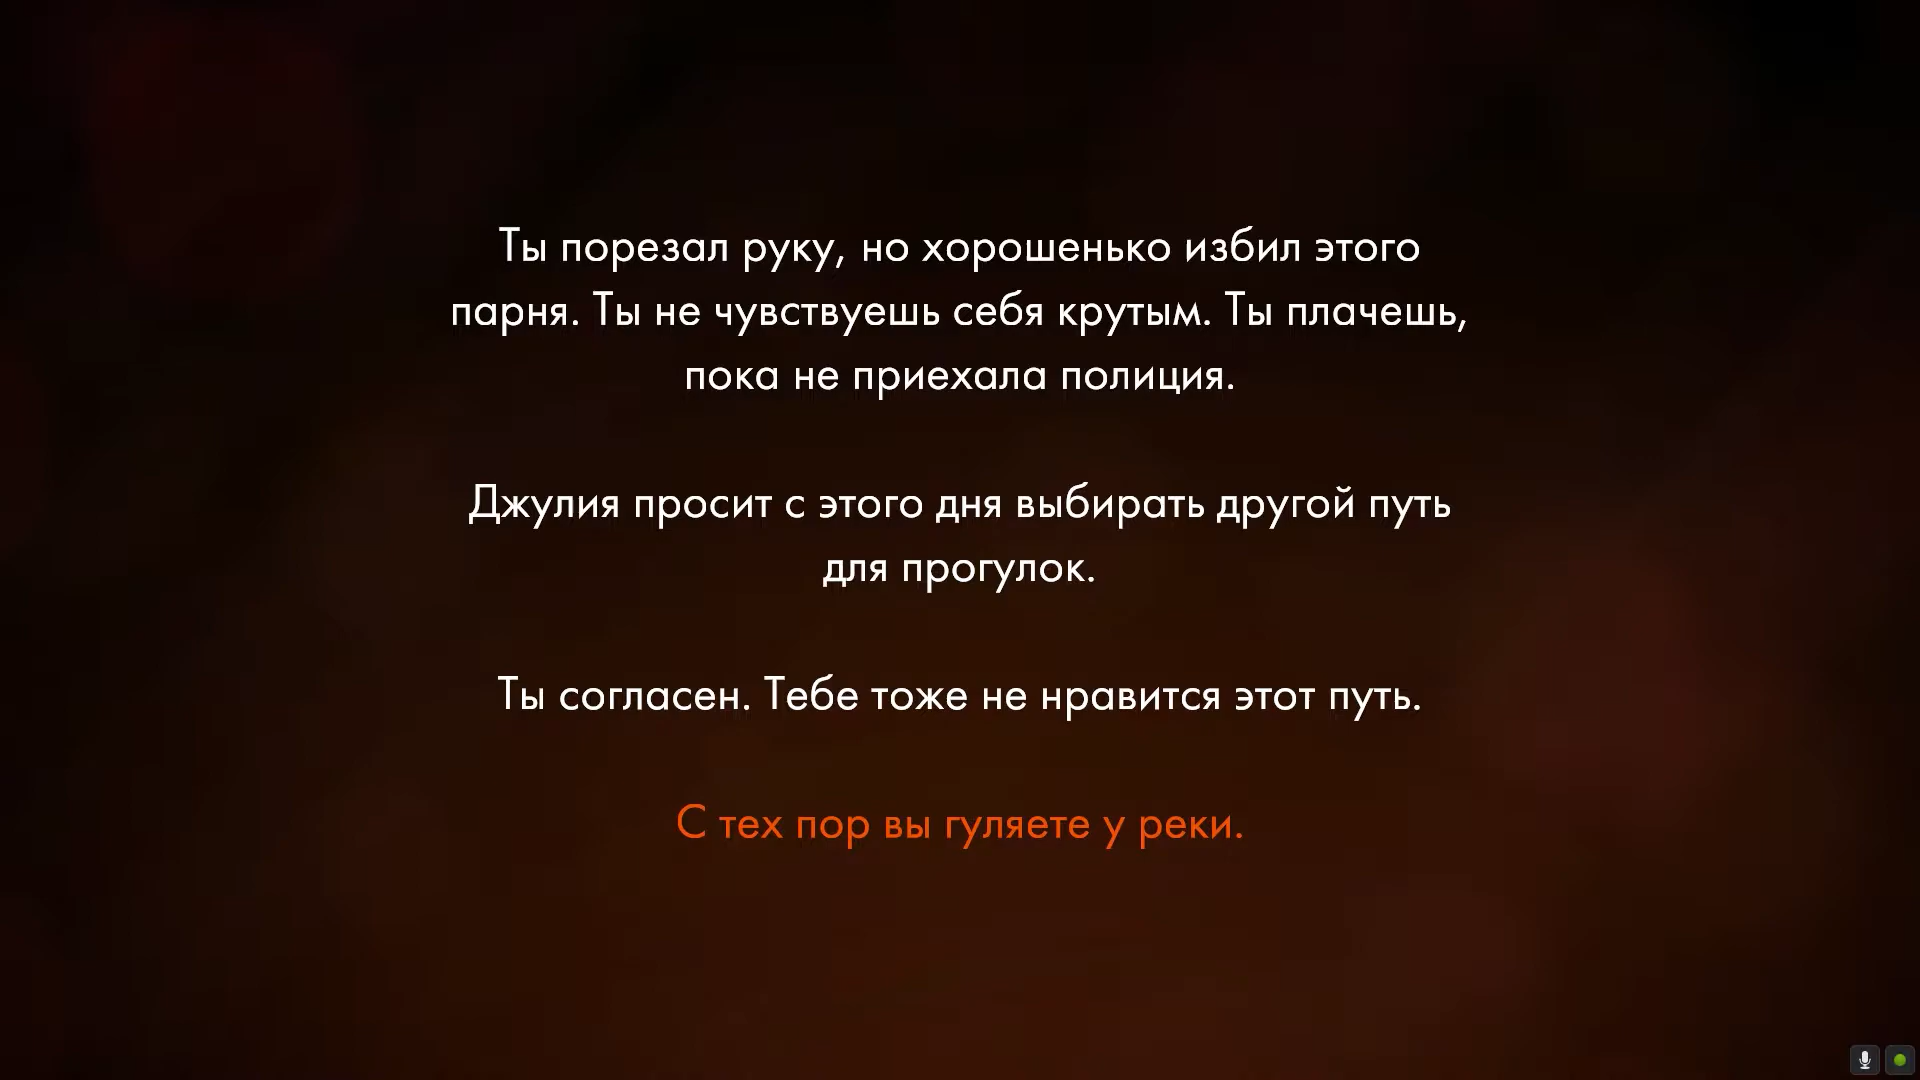 Ты порезал руку, но хорошенько избил этого
парня. Ты не чувствуешь себя крутым. Ты плачешь,
пока не приехала полиция.
Джулия просит с этого дня выбирать другой путь
для прогулок.
Ты согласен. Тебе тоже не нравится этот путь.
С тех пор вы гуляете у реки.